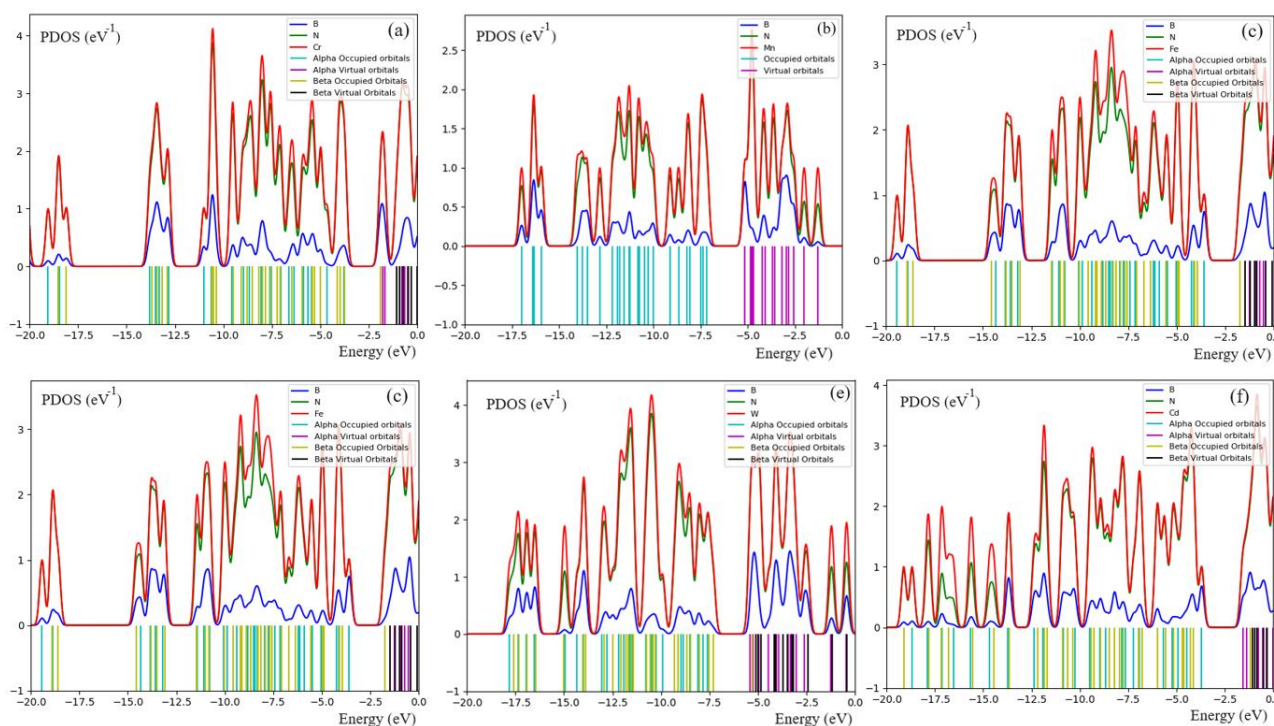 PDOS (eV⁻¹)
(a)
B
N
Cr
Alpha Occupied orbitals
Alpha Virtual orbitals
Beta Occupied Orbitals
Beta Virtual Orbitals
4
3
2
1
0
−1
−20.0 −17.5 −15.0 −12.5 −10.0 −7.5 −5.0 −2.5 0.0
Energy (eV)
PDOS (eV⁻¹)
(b)
B
N
Mn
Occupied orbitals
Virtual orbitals
2.5
2.0
1.5
1.0
0.5
0.0
−0.5
−1.0
−20.0 −17.5 −15.0 −12.5 −10.0 −7.5 −5.0 −2.5 0.0
Energy (eV)
PDOS (eV⁻¹)
(c)
B
N
Fe
Alpha Occupied orbitals
Alpha Virtual orbitals
Beta Occupied Orbitals
Beta Virtual Orbitals
3
2
1
0
−1
−20.0 −17.5 −15.0 −12.5 −10.0 −7.5 −5.0 −2.5 0.0
Energy (eV)
PDOS (eV⁻¹)
(c)
B
N
Fe
Alpha Occupied orbitals
Alpha Virtual orbitals
Beta Occupied Orbitals
Beta Virtual Orbitals
3
2
1
0
−1
−20.0 −17.5 −15.0 −12.5 −10.0 −7.5 −5.0 −2.5 0.0
Energy (eV)
PDOS (eV⁻¹)
(e)
B
N
W
Alpha Occupied orbitals
Alpha Virtual orbitals
Beta Occupied Orbitals
Beta Virtual Orbitals
4
3
2
1
0
−1
−20.0 −17.5 −15.0 −12.5 −10.0 −7.5 −5.0 −2.5 0.0
Energy (eV)
PDOS (eV⁻¹)
(f)
B
N
Cd
Alpha Occupied orbitals
Alpha Virtual orbitals
Beta Occupied Orbitals
Beta Virtual Orbitals
4
3
2
1
0
−1
−20.0 −17.5 −15.0 −12.5 −10.0 −7.5 −5.0 −2.5 0.0
Energy (eV)